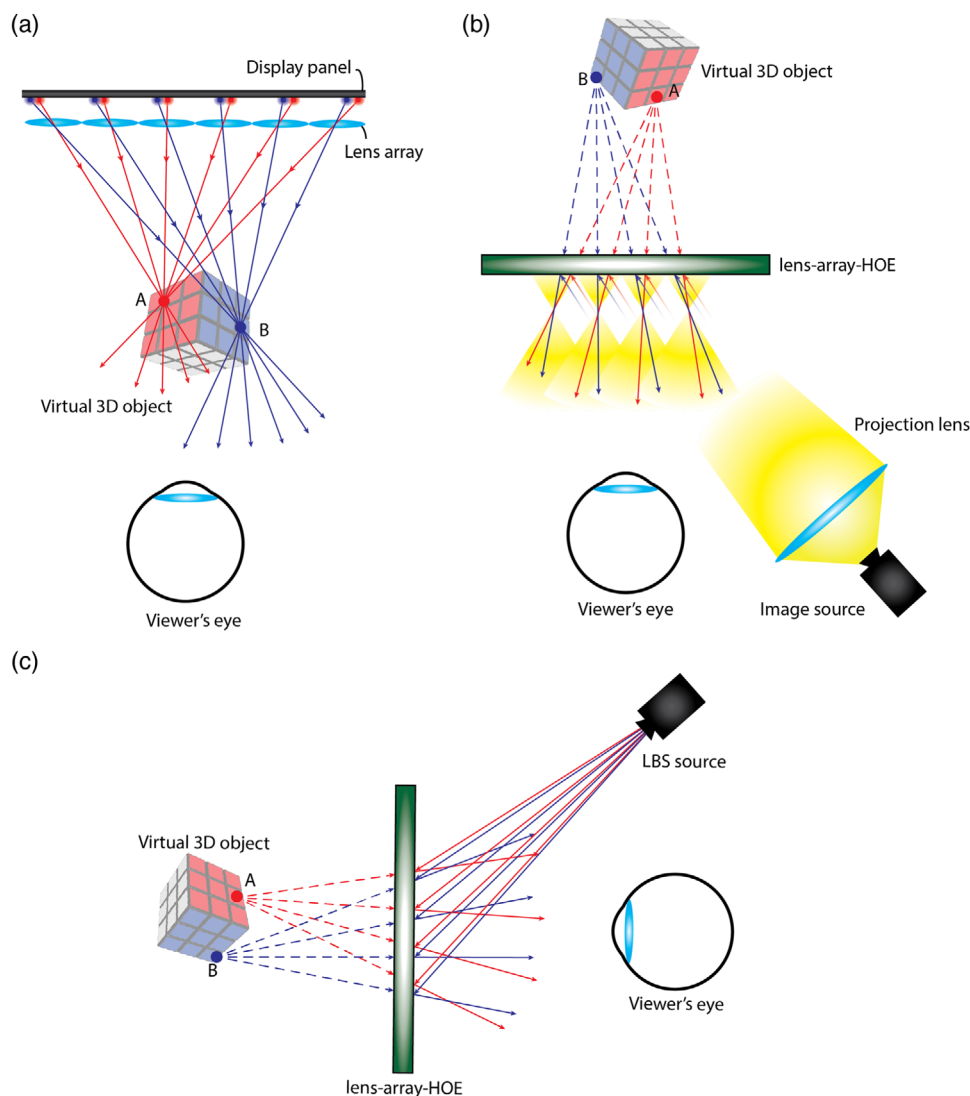 (a)
Display panel
Lens array
A
B
Virtual 3D object
Viewer's eye
(b)
B
A
Virtual 3D object
lens-array-HOE
Projection lens
Viewer's eye
Image source
(c)
LBS source
Virtual 3D object
A
B
Viewer's eye
lens-array-HOE